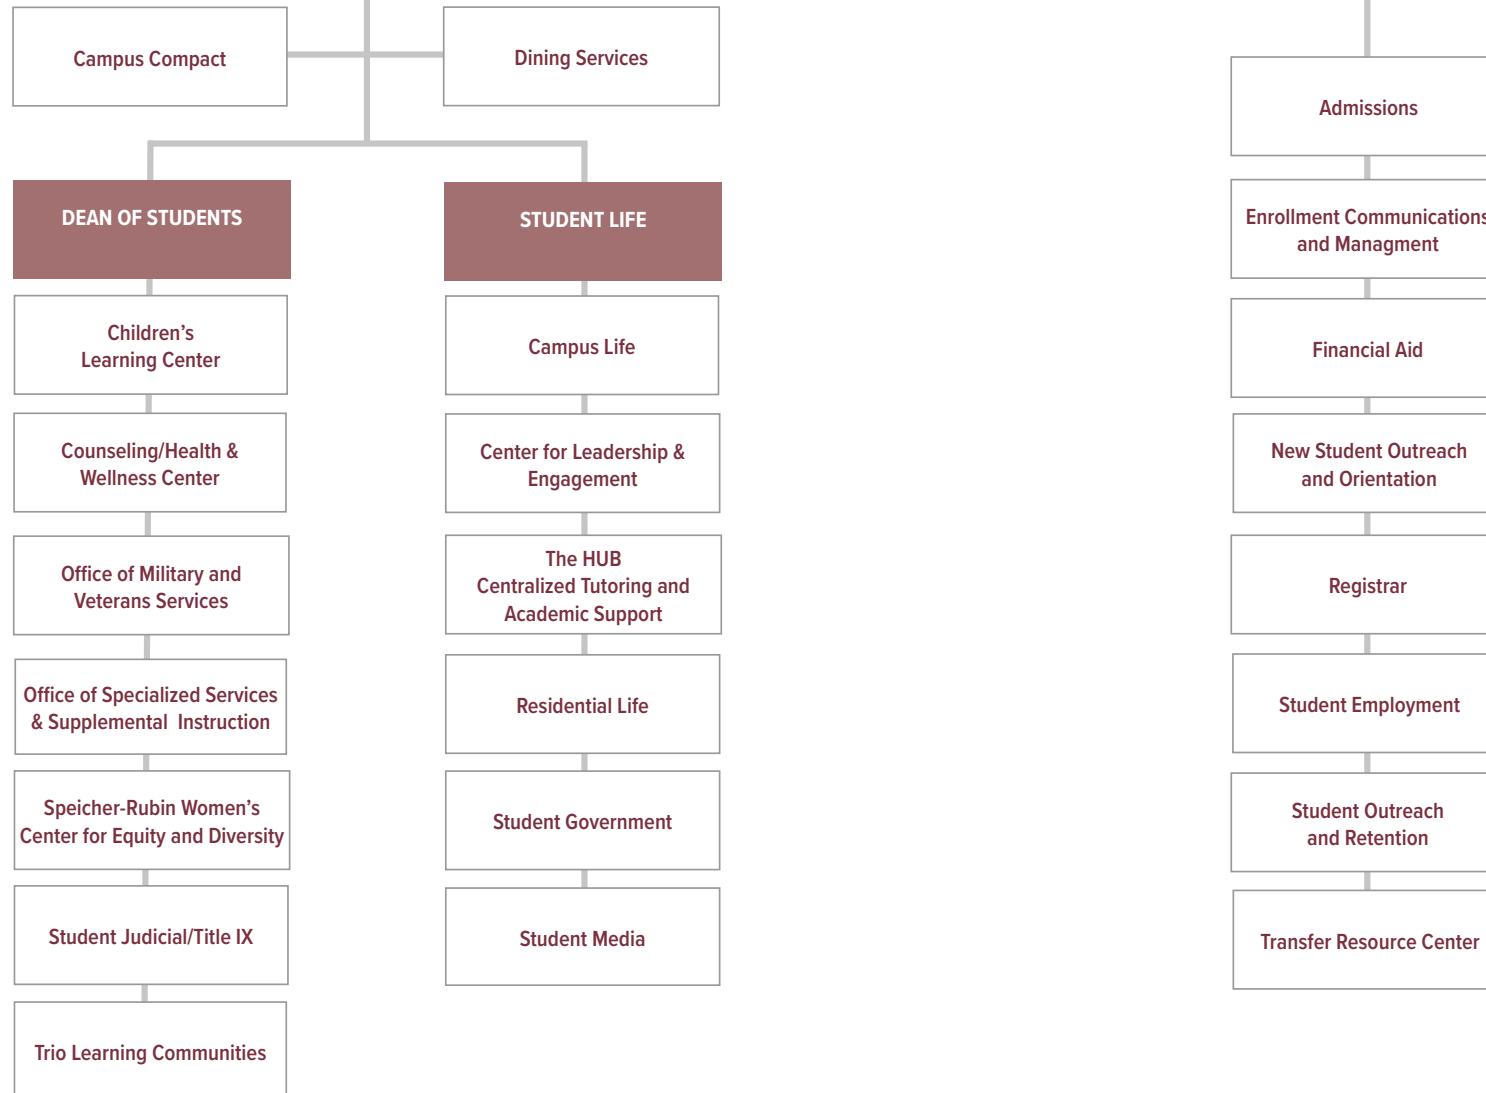 Campus Compact
Dining Services
DEAN OF STUDENTS
Children’s
Learning Center
Counseling/Health &
Wellness Center
Office of Military and
Veterans Services
Office of Specialized Services
& Supplemental Instruction
Speicher-Rubin Women’s
Center for Equity and Diversity
Student Judicial/Title IX
Trio Learning Communities
STUDENT LIFE
Campus Life
Center for Leadership &
Engagement
The HUB
Centralized Tutoring and
Academic Support
Residential Life
Student Government
Student Media
Admissions
Enrollment Communications
and Managment
Financial Aid
New Student Outreach
and Orientation
Registrar
Student Employment
Student Outreach
and Retention
Transfer Resource Center